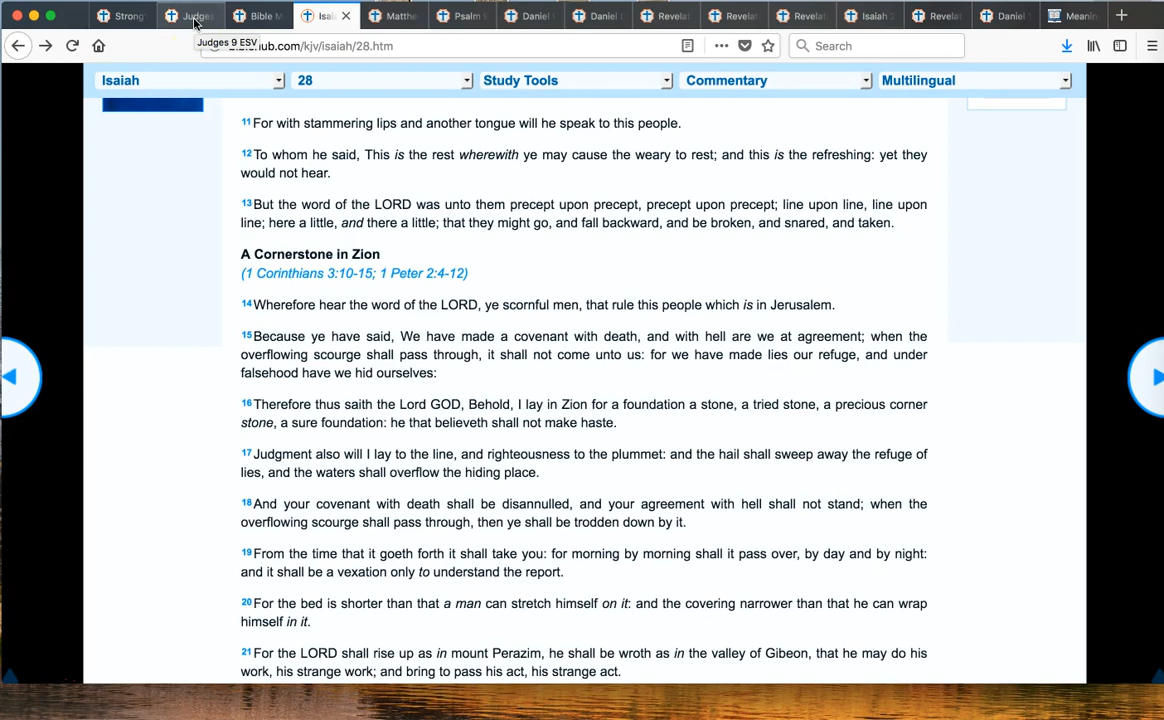 Strong Judges Bible M Isai Matthe Psalm Daniel Daniel Revelat Revelat Revelat Isaiah Revelat Daniel Meanin
Judges 9 ESV
hub.com/kjv/isaiah/28.htm Search
Isaiah 28 Study Tools Commentary Multilingual
11 For with stammering lips and another tongue will he speak to this people.
12 To whom he said, This is the rest wherewith ye may cause the weary to rest; and this is the refreshing: yet they
would not hear.
13 But the word of the LORD was unto them precept upon precept, precept upon precept; line upon line, line upon
line; here a little, and there a little; that they might go, and fall backward, and be broken, and snared, and taken.
A Cornerstone in Zion
(1 Corinthians 3:10-15; 1 Peter 2:4-12)
14 Wherefore hear the word of the LORD, ye scornful men, that rule this people which is in Jerusalem.
15 Because ye have said, We have made a covenant with death, and with hell are we at agreement; when the
overflowing scourge shall pass through, it shall not come unto us: for we have made lies our refuge, and under
falsehood have we hid ourselves:
16 Therefore thus saith the Lord GOD, Behold, I lay in Zion for a foundation a stone, a tried stone, a precious corner
stone, a sure foundation: he that believeth shall not make haste.
17 Judgment also will I lay to the line, and righteousness to the plummet: and the hail shall sweep away the refuge of
lies, and the waters shall overflow the hiding place.
18 And your covenant with death shall be disannulled, and your agreement with hell shall not stand; when the
overflowing scourge shall pass through, then ye shall be trodden down by it.
19 From the time that it goeth forth it shall take you: for morning by morning shall it pass over, by day and by night:
and it shall be a vexation only to understand the report.
20 For the bed is shorter than that a man can stretch himself on it: and the covering narrower than that he can wrap
himself in it.
21 For the LORD shall rise up as in mount Perazim, he shall be wroth as in the valley of Gibeon, that he may do his
work, his strange work; and bring to pass his act, his strange act.